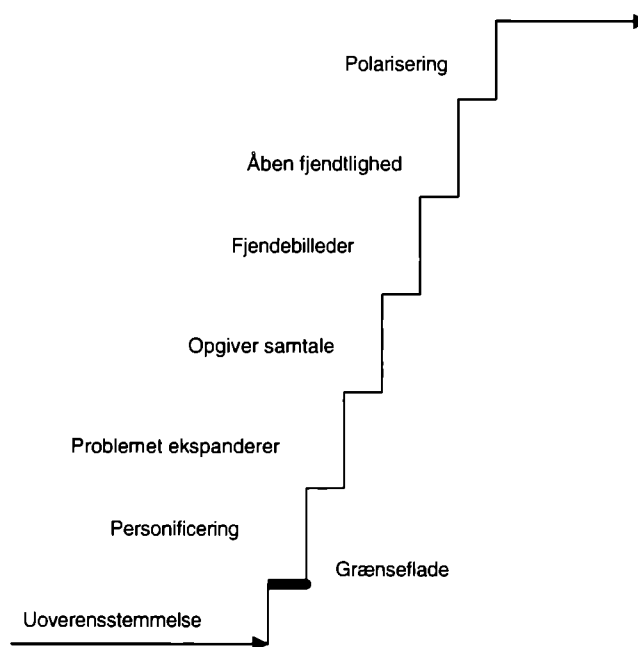 Polarisering
Åben fjendtlighed
Fjendebilleder
Opgiver samtale
Problemet ekspanderer
Personificering
Grænseflade
Uoverensstemmelse